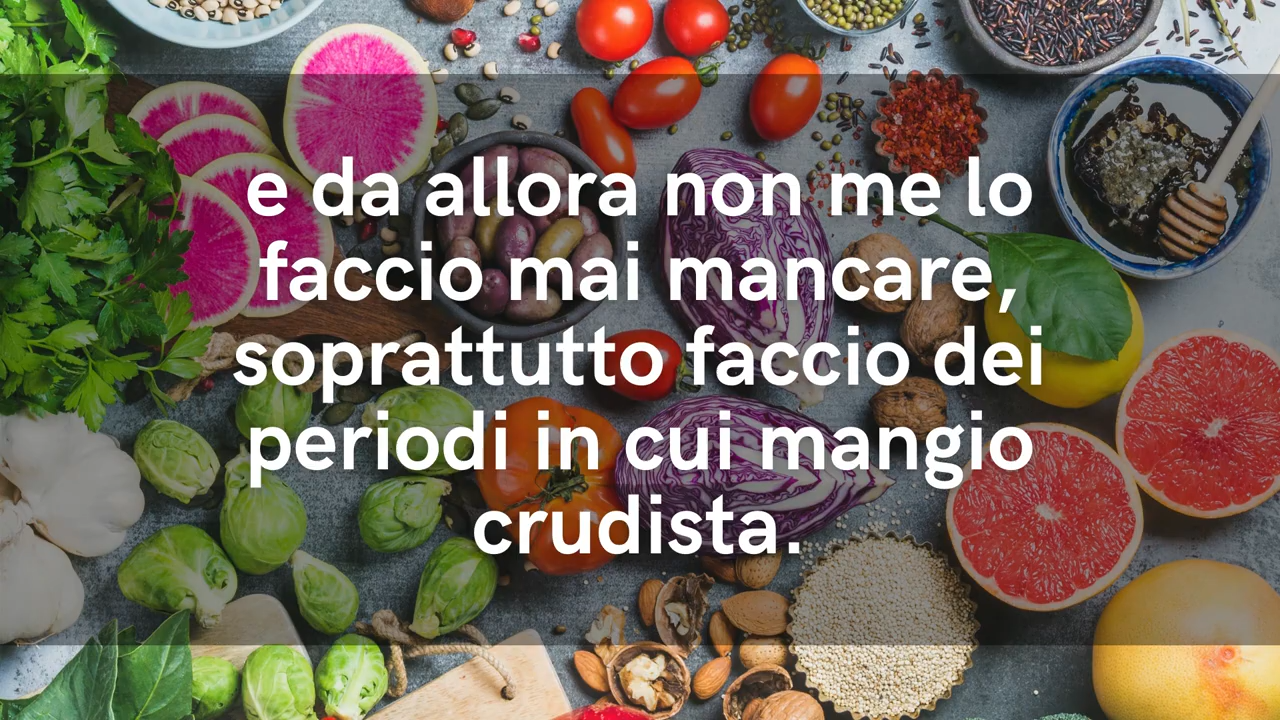 e da allora non me lo
faccio mai mancare,
soprattutto faccio dei
periodi in cui mangio
crudista.